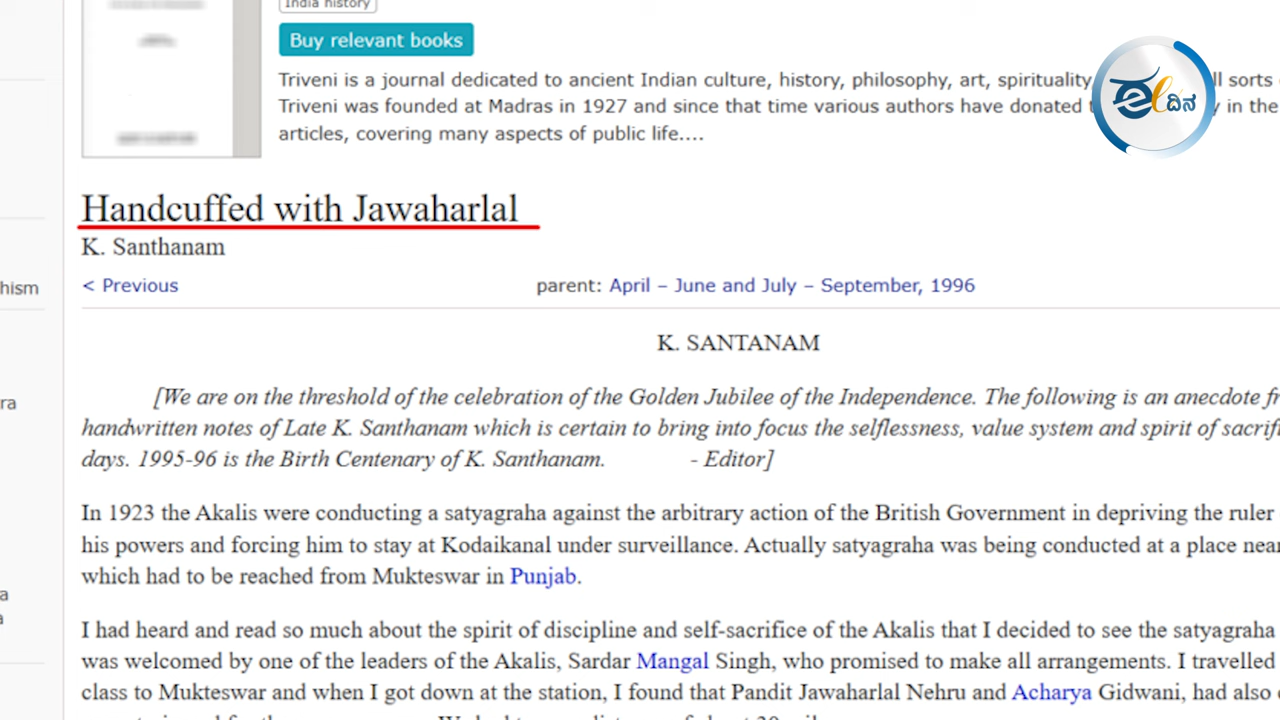 India history
Buy relevant books
Triveni is a journal dedicated to ancient Indian culture, history, philosophy, art, spirituality ll sorts
Triveni was founded at Madras in 1927 and since that time various authors have donated in the
articles, covering many aspects of public life....
ಈದಿನ
Handcuffed with Jawaharlal
K. Santhanam
< Previous
parent: April – June and July – September, 1996
hism
K. SANTANAM
[We are on the threshold of the celebration of the Golden Jubilee of the Independence. The following is an anecdote
ra
handwritten notes of Late K. Santhanam which is certain to bring into focus the selflessness, value system and spirit of
days. 1995-96 is the Birth Centenary of K. Santhanam. - Editor]
In 1923 the Akalis were conducting a satyagraha against the arbitrary action of the British Government in depriving the ruler
his powers and forcing him to stay at Kodaikanal under surveillance. Actually satyagraha was being conducted at a place near
which had to be reached from Mukteswar in Punjab.
I had heard and read so much about the spirit of discipline and self-sacrifice of the Akalis that I decided to see the satyagraha
was welcomed by one of the leaders of the Akalis, Sardar Mangal Singh, who promised to make all arrangements. I travelled
class to Mukteswar and when I got down at the station, I found that Pandit Jawaharlal Nehru and Acharya Gidwani, had also